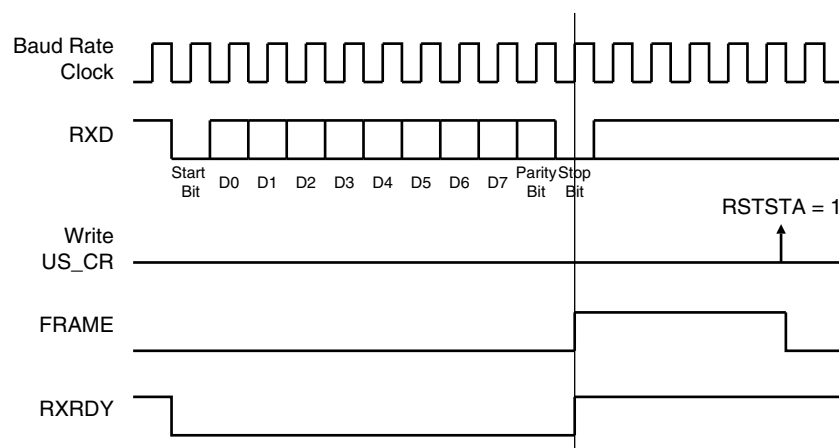 Baud Rate
Clock
RXD
Start
Bit
D0
D1
D2
D3
D4
D5
D6
D7
Parity
Bit
Stop
Bit
RSTSTA = 1
Write
US_CR
FRAME
RXRDY